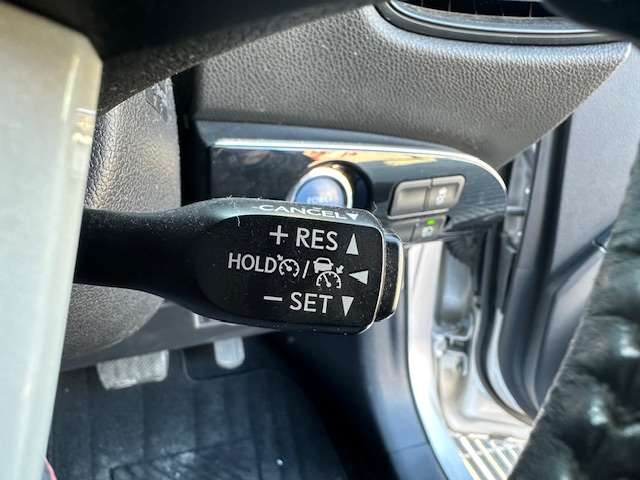 CANCEL ▼
+ RES ▲
HOLD / ◀
− SET ▼